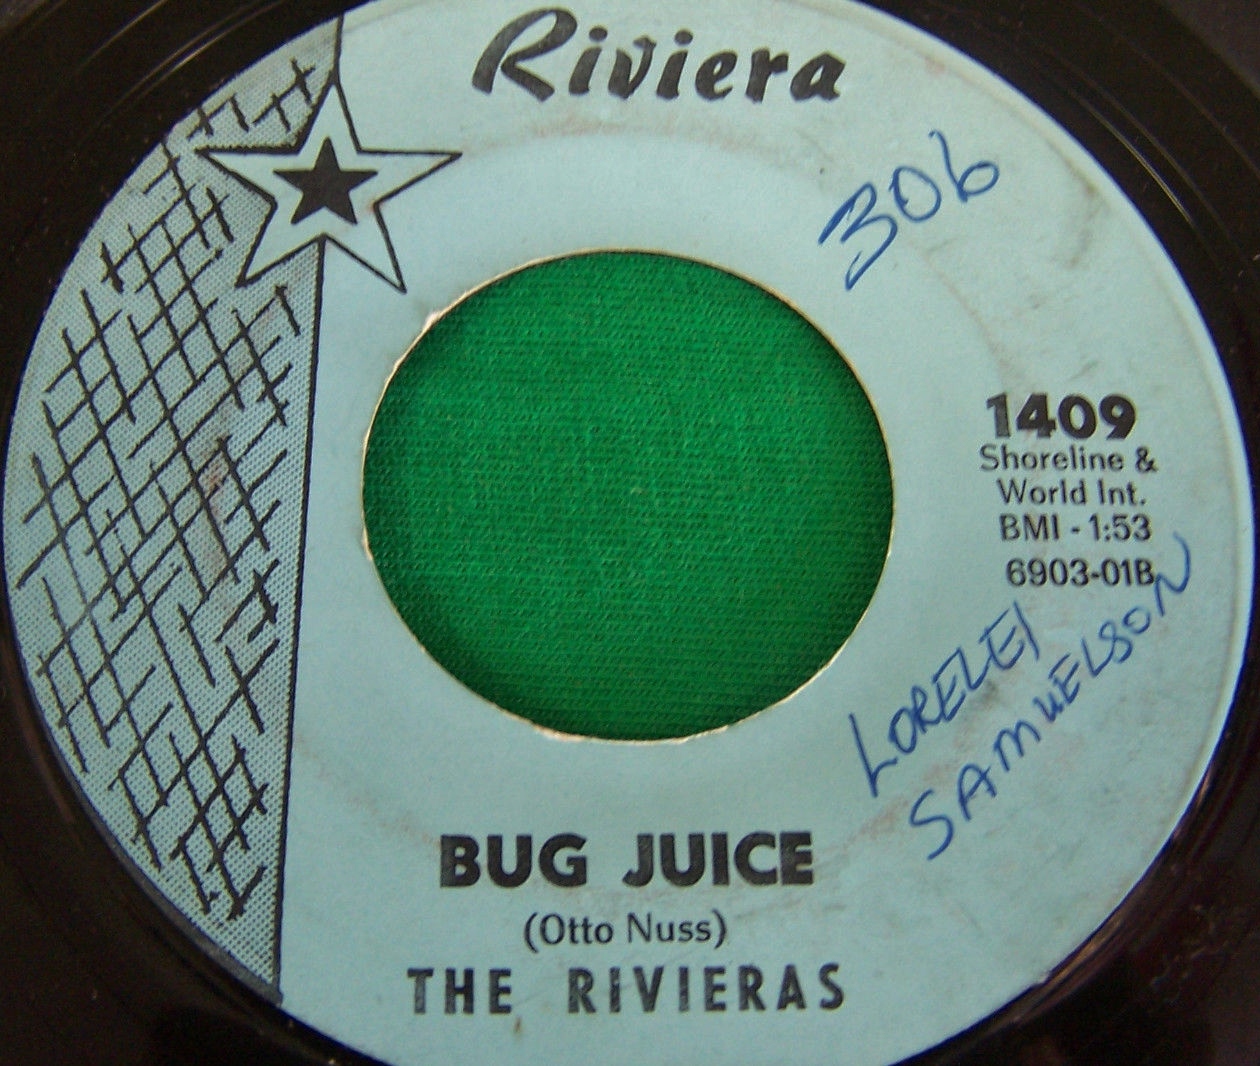 Riviera
306
1409
Shoreline &
World Int.
BMI - 1:53
6903-01B
LORELEI
SAMUELSON
BUG JUICE
(Otto Nuss)
THE RIVIERAS